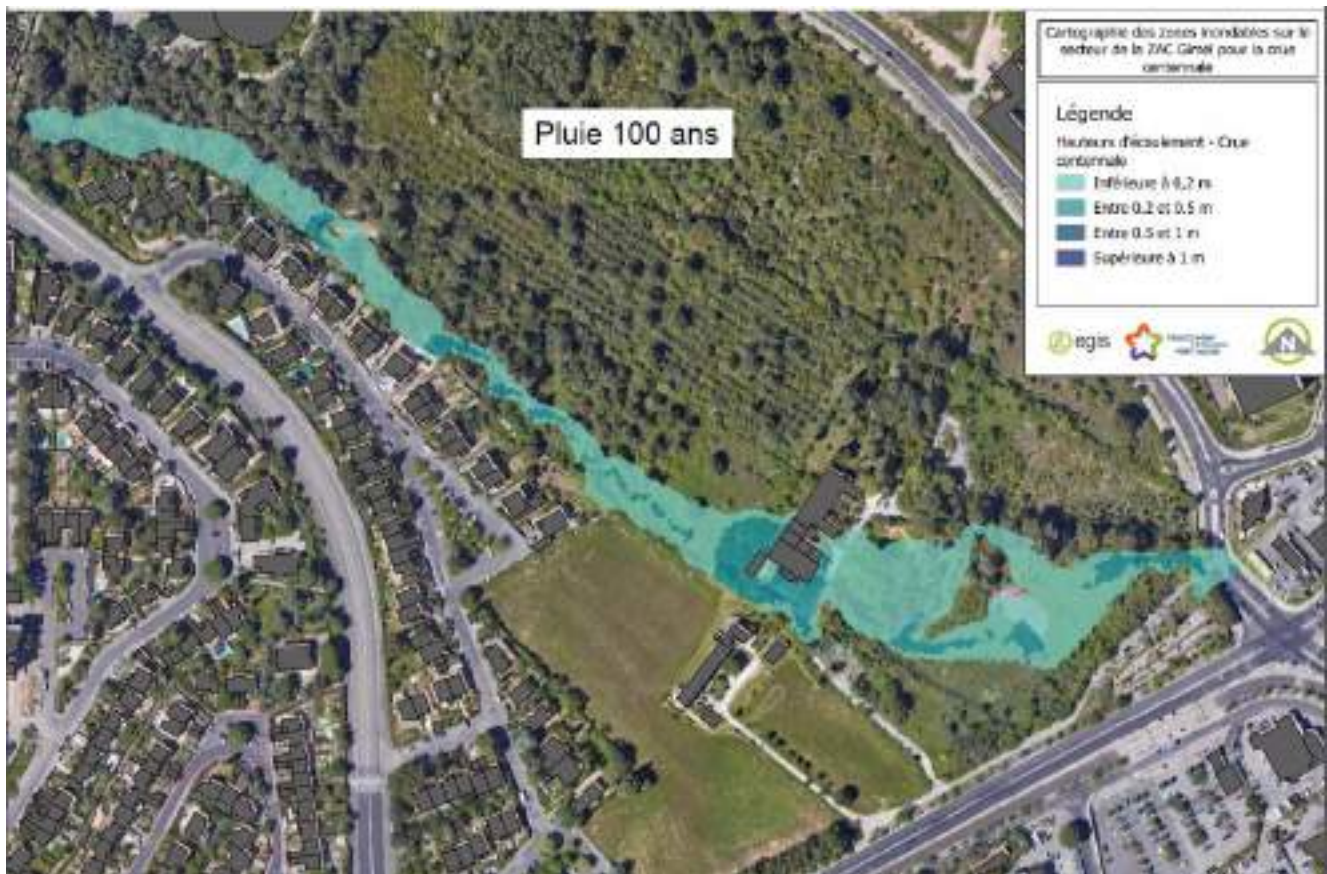 Cartographie des zones inondables sur le
secteur de la ZAC Gimel pour la crue
centennale
Pluie 100 ans
Légende
Hauteurs d'écoulement - Crue
centennale
Inférieure à 0,2 m
Entre 0.2 et 0.5 m
Entre 0.5 et 1 m
Supérieure à 1 m
egis
N